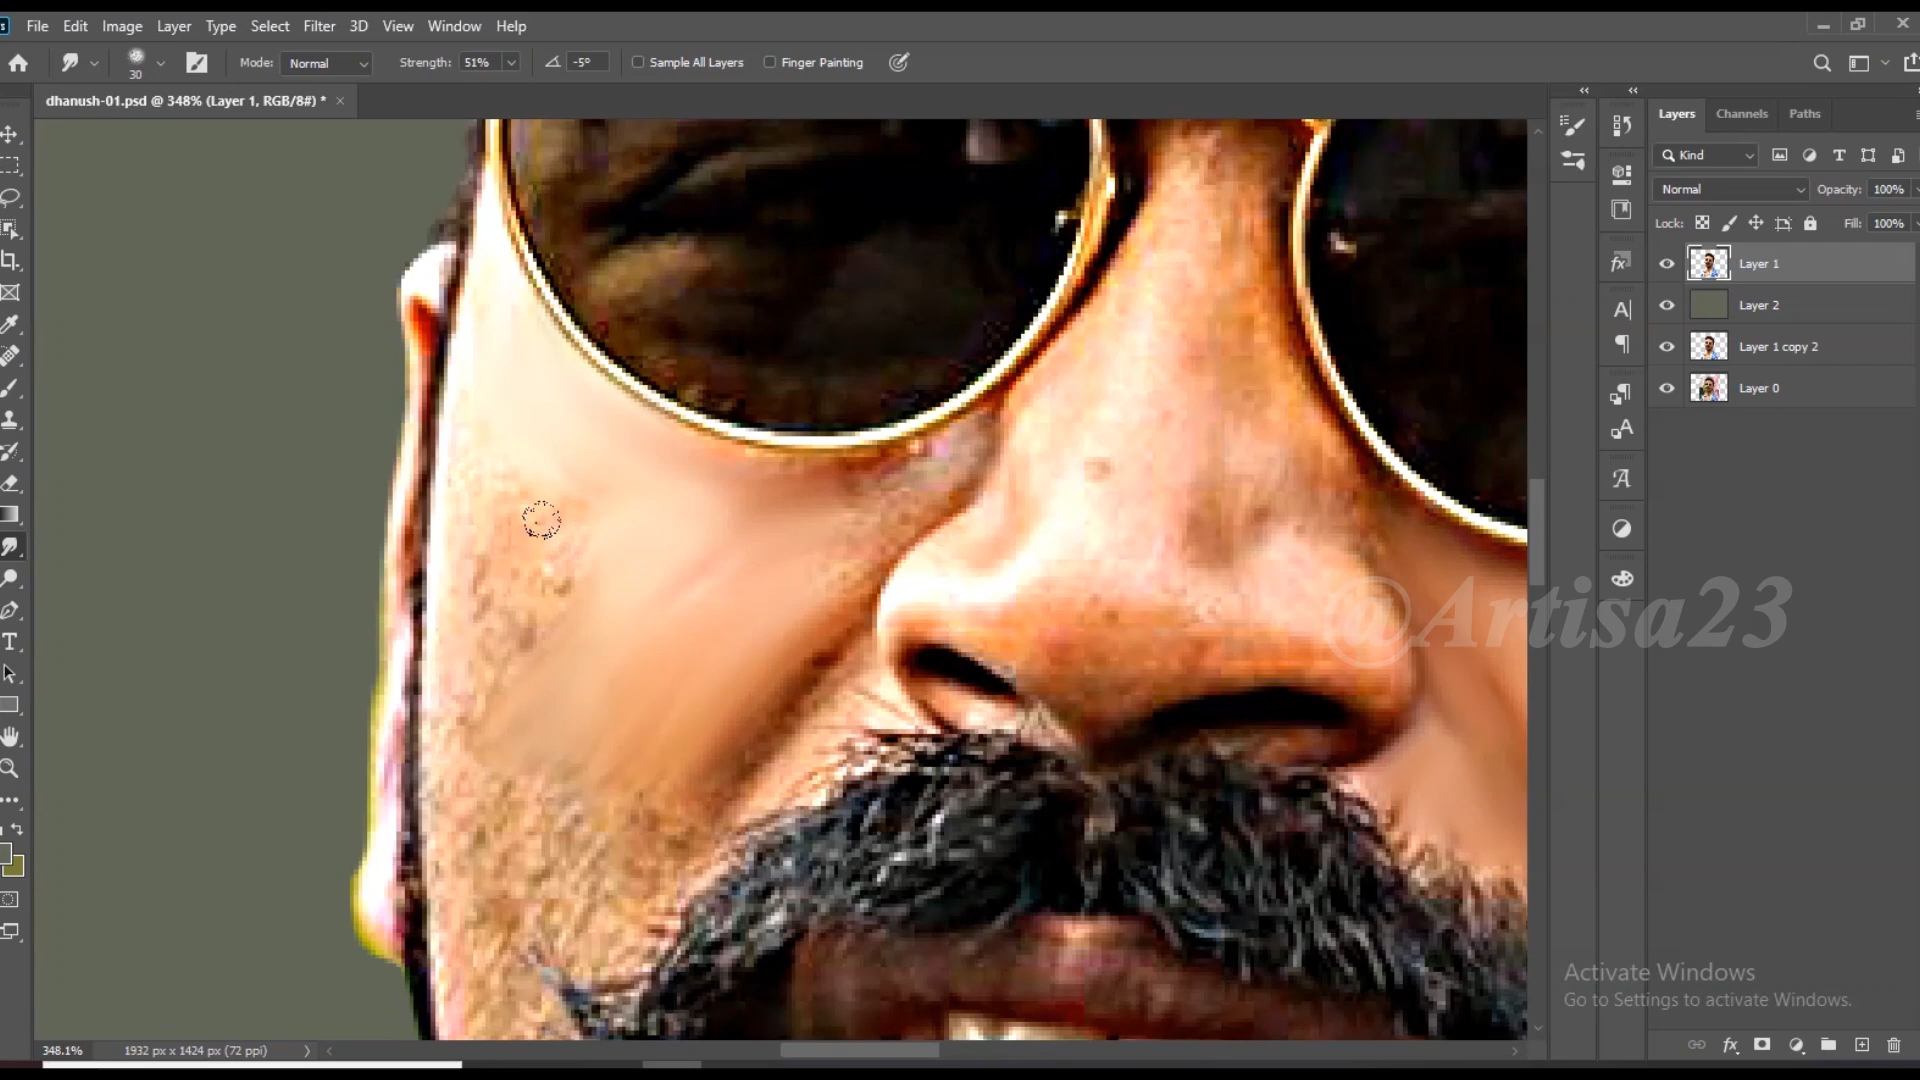 File Edit Image Layer Type Select Filter 3D View Window Help
30 Mode: Normal Strength: 51% -5° Sample All Layers Finger Painting
dhanush-01.psd @ 348% (Layer 1, RGB/8#) *
Layers Channels Paths
Kind
Normal Opacity: 100%
Lock: Fill: 100%
Layer 1
Layer 2
Layer 1 copy 2
Layer 0
@Artisa23
Activate Windows
Go to Settings to activate Windows.
348.1% 1932 px x 1424 px (72 ppi)